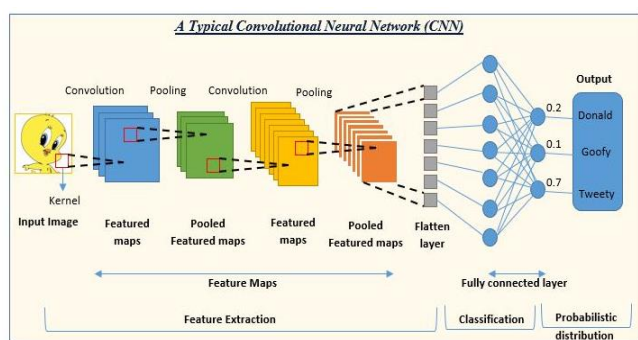 A Typical Convolutional Neural Network (CNN)
Convolution Pooling Convolution Pooling
Output
0.2
Donald
0.1
Goofy
0.7
Tweety
Kernel
Input Image
Featured
maps
Pooled
Featured maps
Featured
maps
Pooled
Featured maps
Flatten
layer
Feature Maps
Fully connected layer
Feature Extraction
Classification
Probabilistic
distribution